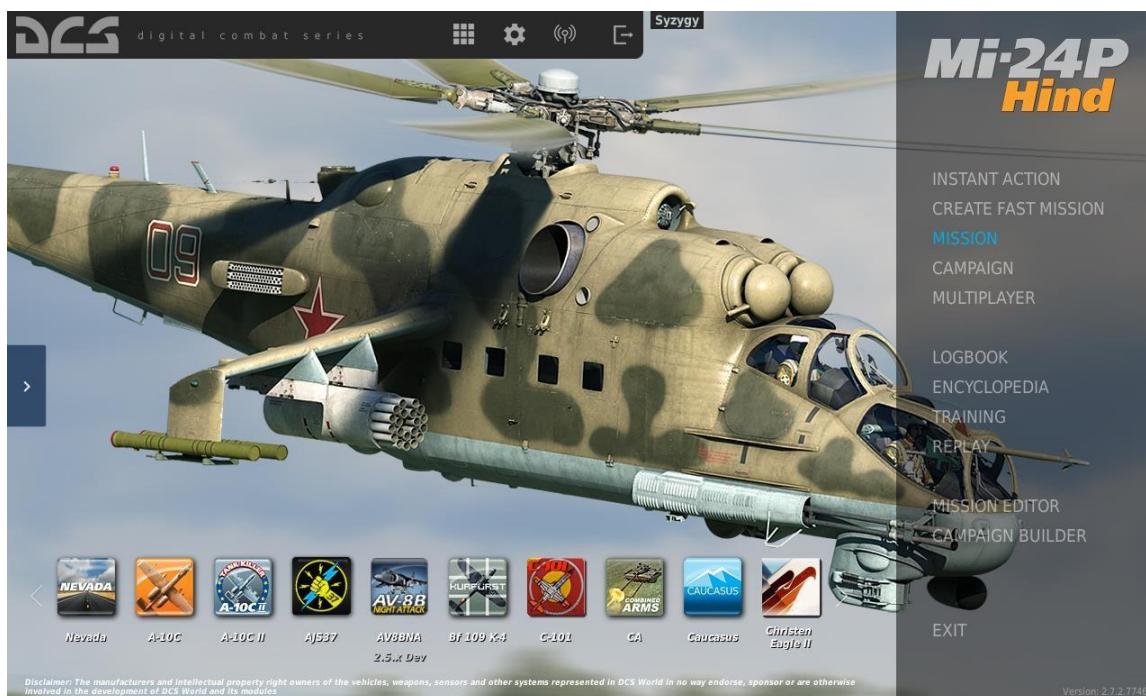 DCS digital combat series
Syzygy
Mi-24P
Hind
INSTANT ACTION
CREATE FAST MISSION
MISSION
CAMPAIGN
MULTIPLAYER
LOGBOOK
ENCYCLOPEDIA
TRAINING
REPLAY
MISSION EDITOR
CAMPAIGN BUILDER
EXIT
09
NEVADA
TANK KILLER
A-10C II
AV-8B
NIGHT ATTACK
KURFÜRST
C-101
COMBINED
ARMS
CAUCASUS
Nevada
A-10C
A-10C II
AJS37
AV8BNA
2.5.x Dev
Bf 109 K-4
C-101
CA
Caucasus
Christen
Eagle II
Disclaimer: The manufacturers and intellectual property right owners of the vehicles, weapons, sensors and other systems represented in DCS World in no way endorse, sponsor or are otherwise
involved in the development of DCS World and its modules